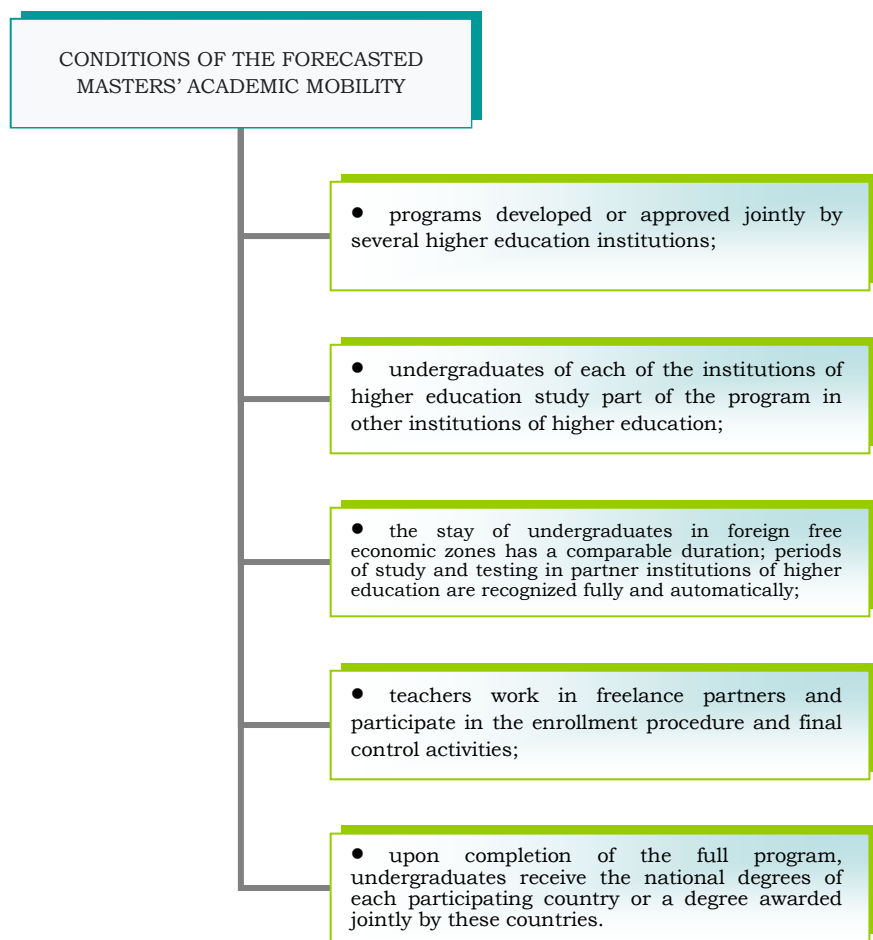 CONDITIONS OF THE FORECASTED
MASTERS’ ACADEMIC MOBILITY
● programs developed or approved jointly by
several higher education institutions;
● undergraduates of each of the institutions of
higher education study part of the program in
other institutions of higher education;
● the stay of undergraduates in foreign free
economic zones has a comparable duration; periods
of study and testing in partner institutions of higher
education are recognized fully and automatically;
● teachers work in freelance partners and
participate in the enrollment procedure and final
control activities;
● upon completion of the full program,
undergraduates receive the national degrees of
each participating country or a degree awarded
jointly by these countries.